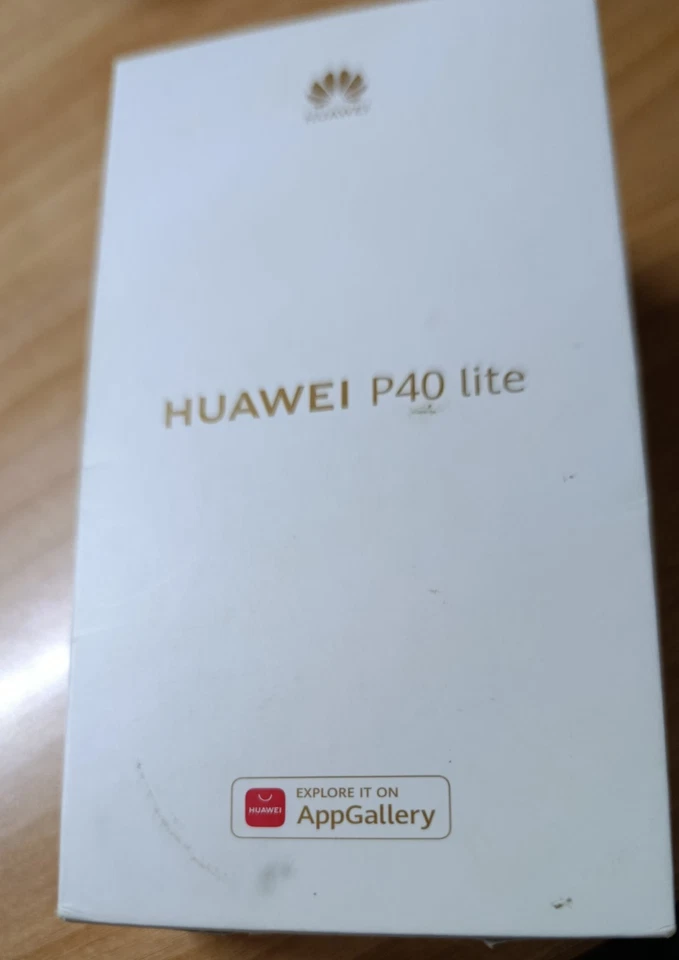 HUAWEI
HUAWEI P40 lite
HUAWEI
EXPLORE IT ON
AppGallery